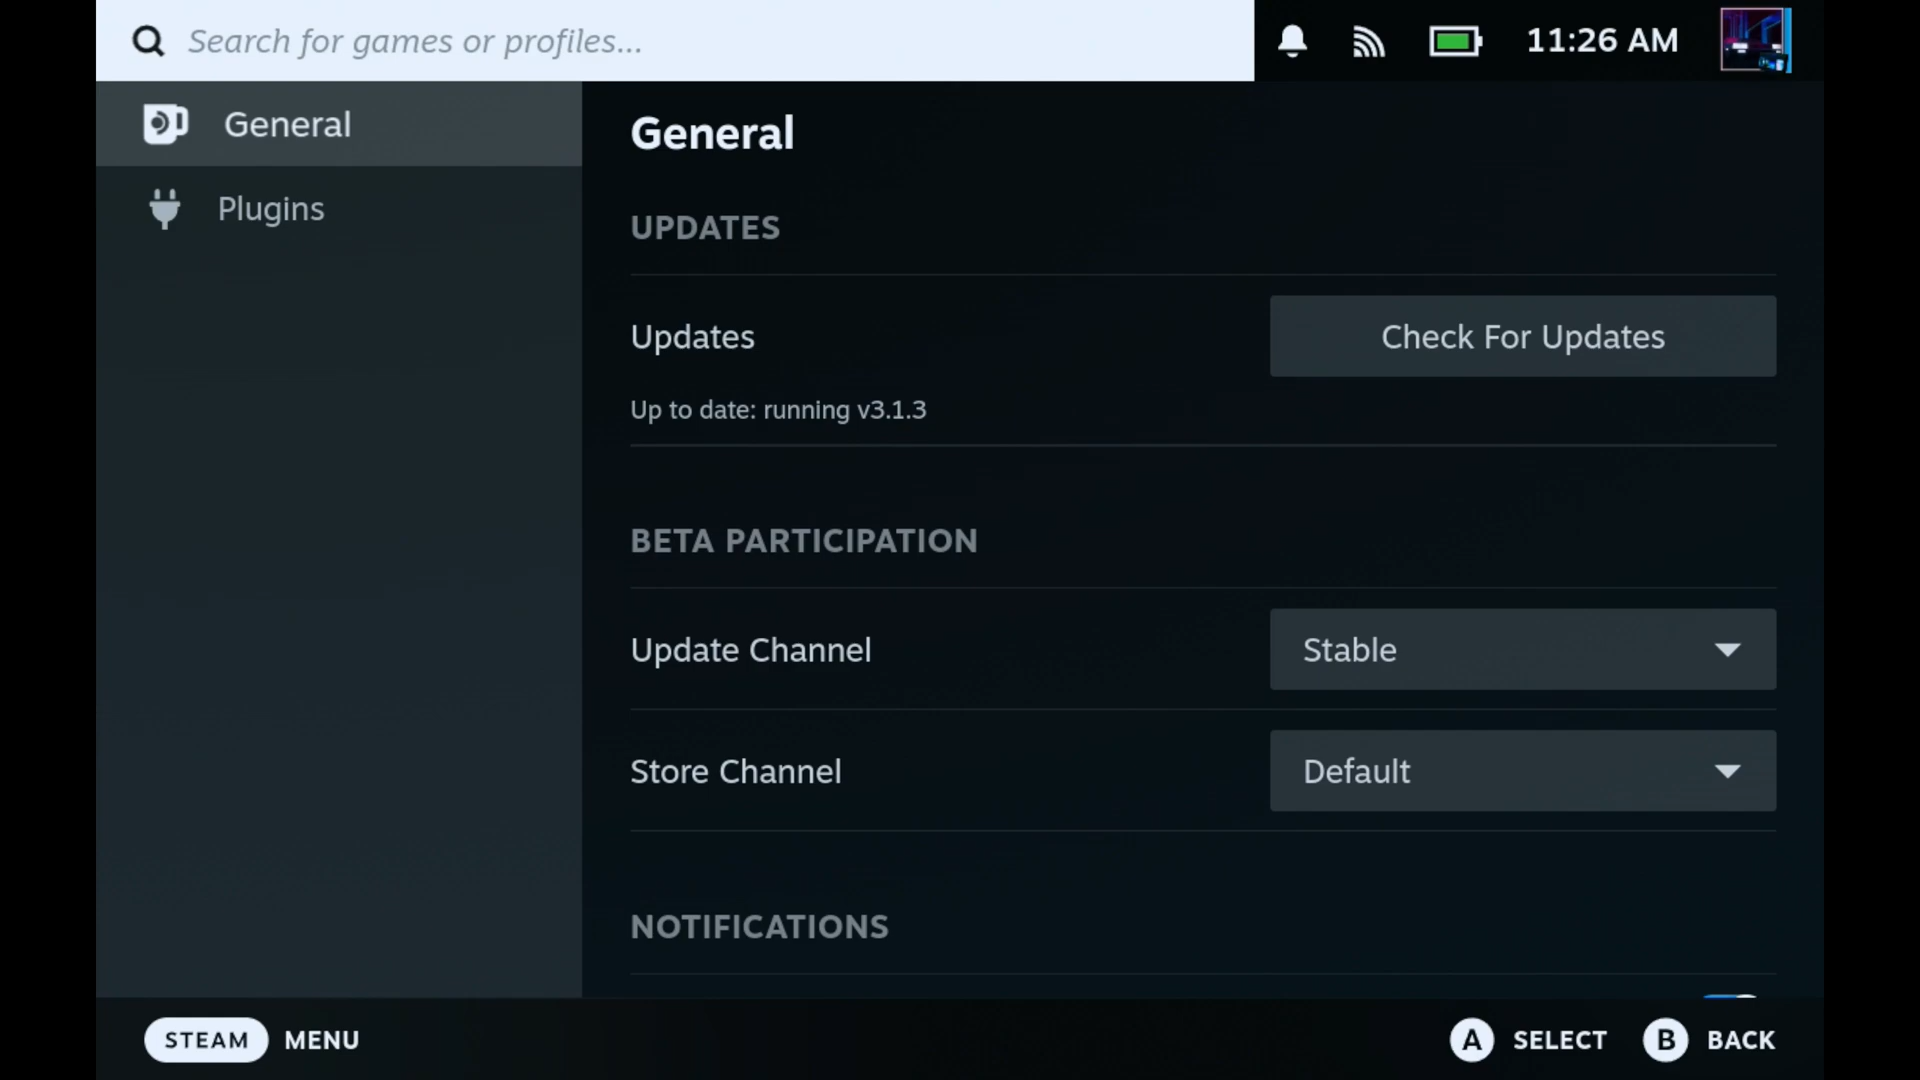 Search for games or profiles...
11:26 AM
General
Plugins
General
UPDATES
Updates
Check For Updates
Up to date: running v3.1.3
BETA PARTICIPATION
Update Channel
Stable
Store Channel
Default
NOTIFICATIONS
STEAM MENU
A SELECT B BACK